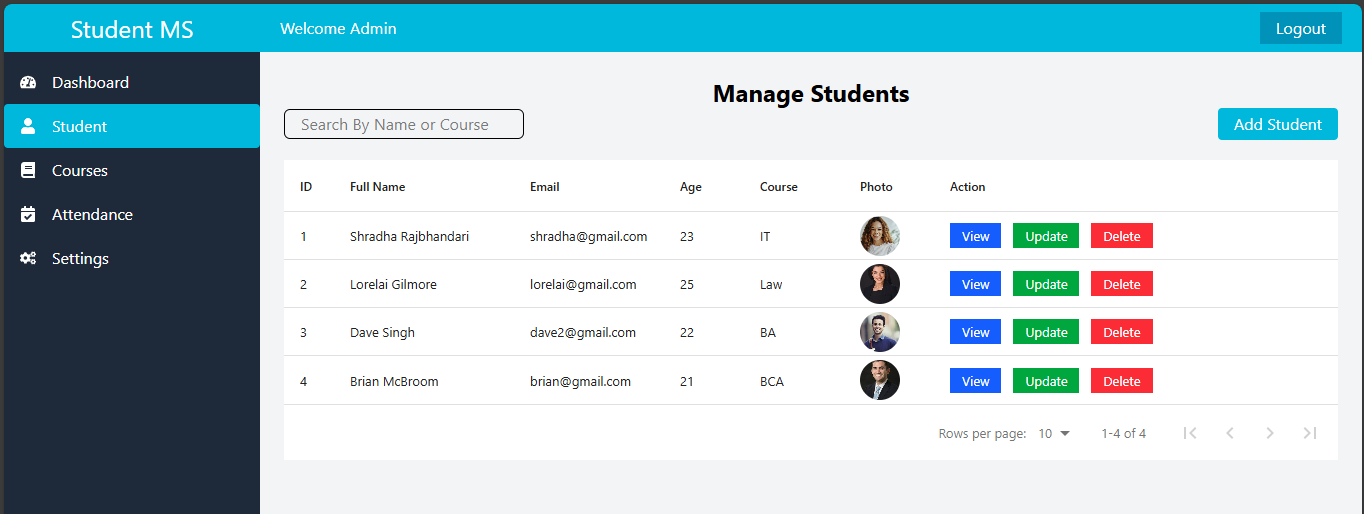 Student MS Welcome Admin Logout
Dashboard
Student
Courses
Attendance
Settings
Manage Students
Search By Name or Course Add Student
ID Full Name Email Age Course Photo Action
1 Shradha Rajbhandari shradha@gmail.com 23 IT View Update Delete
2 Lorelai Gilmore lorelai@gmail.com 25 Law View Update Delete
3 Dave Singh dave2@gmail.com 22 BA View Update Delete
4 Brian McBroom brian@gmail.com 21 BCA View Update Delete
Rows per page: 10 1-4 of 4